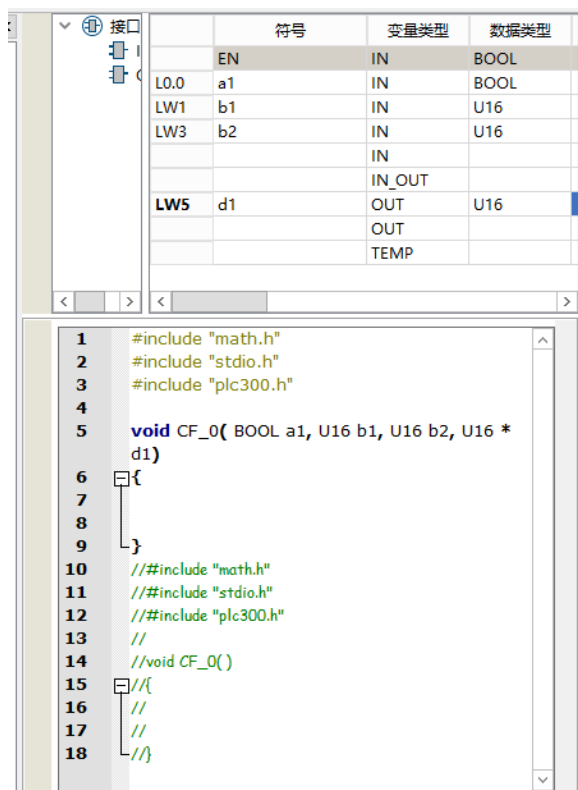 接口
符号 变量类型 数据类型
EN IN BOOL
L0.0 a1 IN BOOL
LW1 b1 IN U16
LW3 b2 IN U16
IN
IN_OUT
LW5 d1 OUT U16
OUT
TEMP
1 #include "math.h"
2 #include "stdio.h"
3 #include "plc300.h"
4
5 void CF_0( BOOL a1, U16 b1, U16 b2, U16 *
d1)
6 {
7
8
9 }
10 //#include "math.h"
11 //#include "stdio.h"
12 //#include "plc300.h"
13 //
14 //void CF_0( )
15 //{
16 //
17 //
18 //}